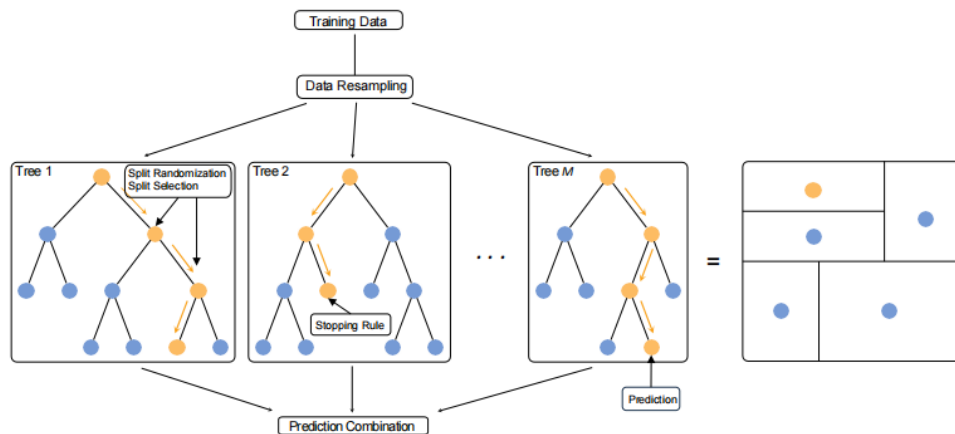 Training Data
Data Resampling
Tree 1
Split Randomization
Split Selection
Tree 2
Stopping Rule
. . .
Tree M
Prediction
=
Prediction Combination